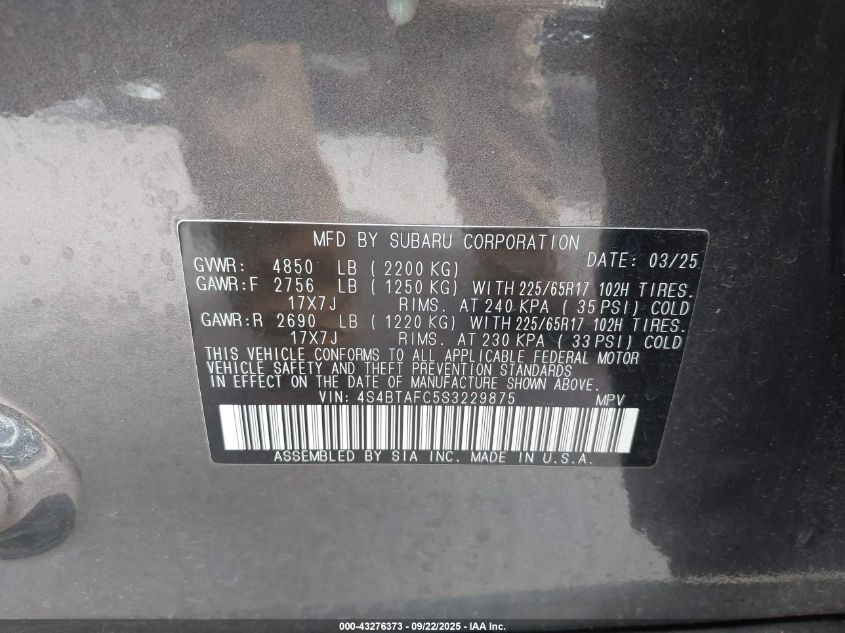 MFD BY SUBARU CORPORATION
GVWR: 4850 LB (2200 KG) DATE: 03/25
GAWR:F 2756 LB (1250 KG) WITH 225/65R17 102H TIRES.
17X7J RIMS. AT 240 KPA (35 PSI) COLD
GAWR:R 2690 LB (1220 KG) WITH 225/65R17 102H TIRES.
17X7J RIMS. AT 230 KPA (33 PSI) COLD
THIS VEHICLE CONFORMS TO ALL APPLICABLE FEDERAL MOTOR
VEHICLE SAFETY AND THEFT PREVENTION STANDARDS
IN EFFECT ON THE DATE OF MANUFACTURE SHOWN ABOVE.
VIN: 4S4BTAFC5S3229875 MPV
ASSEMBLED BY SIA INC. MADE IN U.S.A.
000-43276373 - 09/22/2025 - IAA Inc.